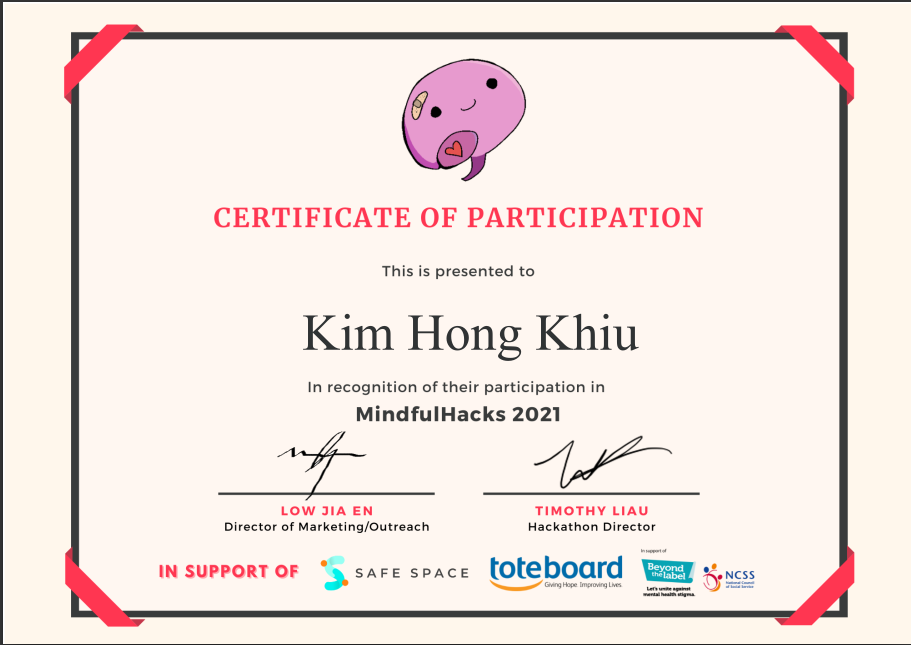 CERTIFICATE OF PARTICIPATION
This is presented to
Kim Hong Khiu
In recognition of their participation in
MindfulHacks 2021
LOW JIA EN
Director of Marketing/Outreach
TIMOTHY LIAU
Hackathon Director
IN SUPPORT OF
SAFE SPACE
toteboard
Giving Hope Improving Lives
In support of
Beyond
the label
Let's unite against
mental health stigma.
NCSS
National Council
of Social Service